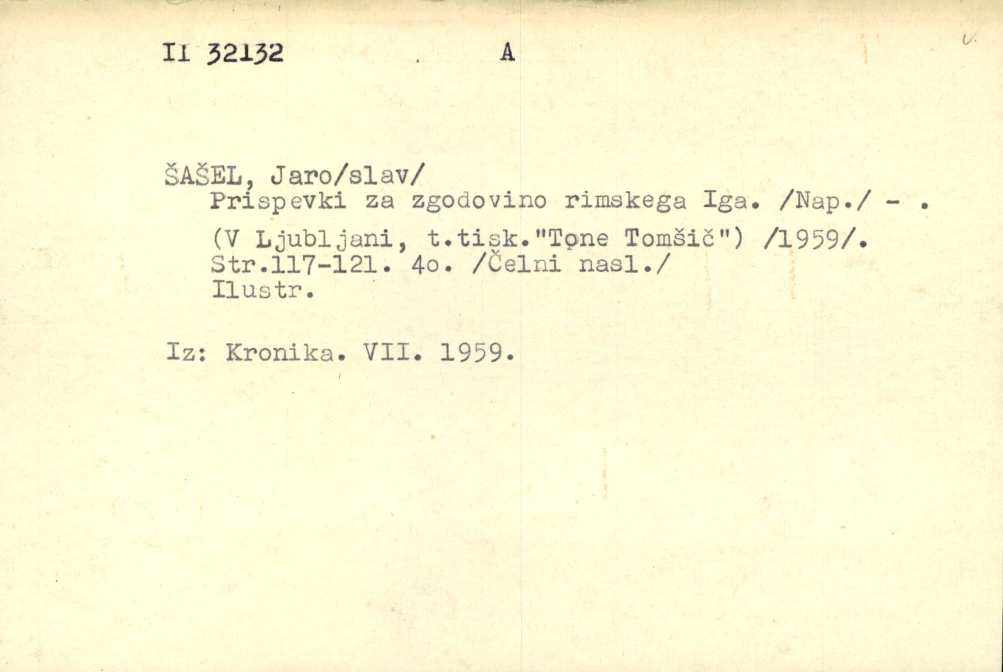 II 32132 A
ŠAŠEL, Jaro/slav/
Prispevki za zgodovino rimskega Iga. /Nap./ - .
(V Ljubljani, t.tisk."Tone Tomšič") /1959/.
Str.117-121. 4o. /Čelni nasl./
Ilustr.
Iz: Kronika. VII. 1959.